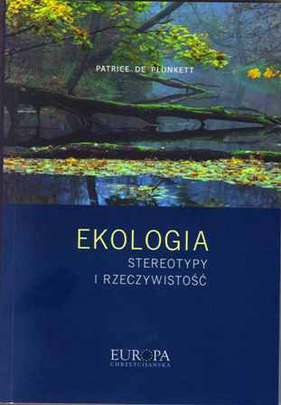 PATRICE DE PLUNKETT
EKOLOGIA
STEREOTYPY
I RZECZYWISTOŚĆ
EUROPA
CHRZEŚCIJAŃSKA